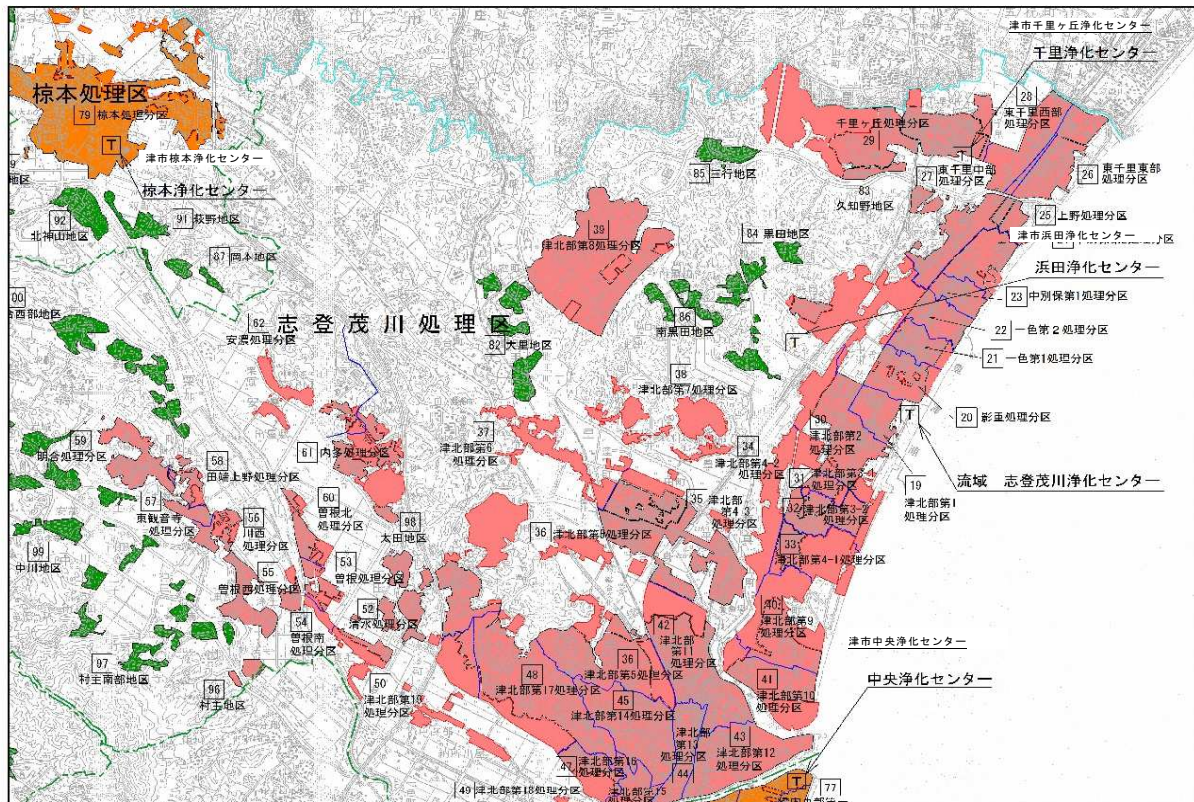 津市千里ヶ丘浄化センター
千里浄化センター
椋本処理区
79 椋本処理分区
T
津市椋本浄化センター
椋本浄化センター
28
東千里西部
処理分区
千里ヶ丘処理分区
29
T
27
東千里中部
処理分区
26
東千里東部
処理分区
83
久知野地区
85 三行地区
25 上野処理分区
津市浜田浄化センター
浜田浄化センター
92
北神山地区
91 萩野地区
87 岡本地区
39
津北部第8処理分区
84 黒田地区
23 中別保第1処理分区
22 一色第2処理分区
21 一色第1処理分区
20 影重処理分区
62
安濃処理分区
志登茂川処理区
82 大里地区
86
南黒田地区
T
38
津北部第7処理分区
T
流域 志登茂川浄化センター
59
明合処理分区
58
田端上野処理分区
61 内多処理分区
37
津北部第6
処理分区
34
津北部第4-2
処理分区
30
津北部第2
処理分区
31
津北部第3-1
処理分区
32
津北部第3-2
処理分区
19
津北部第1
処理分区
57
東観音寺
処理分区
56
川西
処理分区
60
曽根北
処理分区
98
太田地区
35
津北部
第4-3
処理分区
36 津北部第5処理分区
33
津北部第4-1処理分区
99
中川地区
55
曽根西処理分区
53
曽根処理分区
52
清水処理分区
54
曽根南
処理分区
40
津北部第9
処理分区
42
津北部
第11
処理分区
97
村主南部地区
96
村主地区
50
津北部第19
処理分区
48
津北部第17処理分区
36
津北部第5処理分区
45
津北部第14処理分区
41
津北部第10
処理分区
津市中央浄化センター
中央浄化センター
津北部
第13
処理分区
44
43
津北部第12
処理分区
47
津北部第16
処理分区
49 津北部第18処理分区
津北部第15
処理分区
T
77